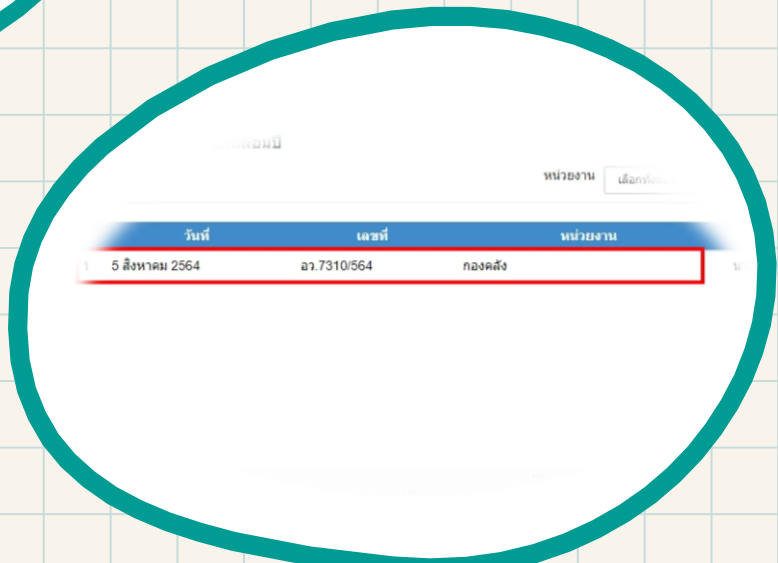 หน่วยงาน
วันที่ เลขที่ หน่วยงาน
1 5 สิงหาคม 2564 อว.7310/564 กองคลัง